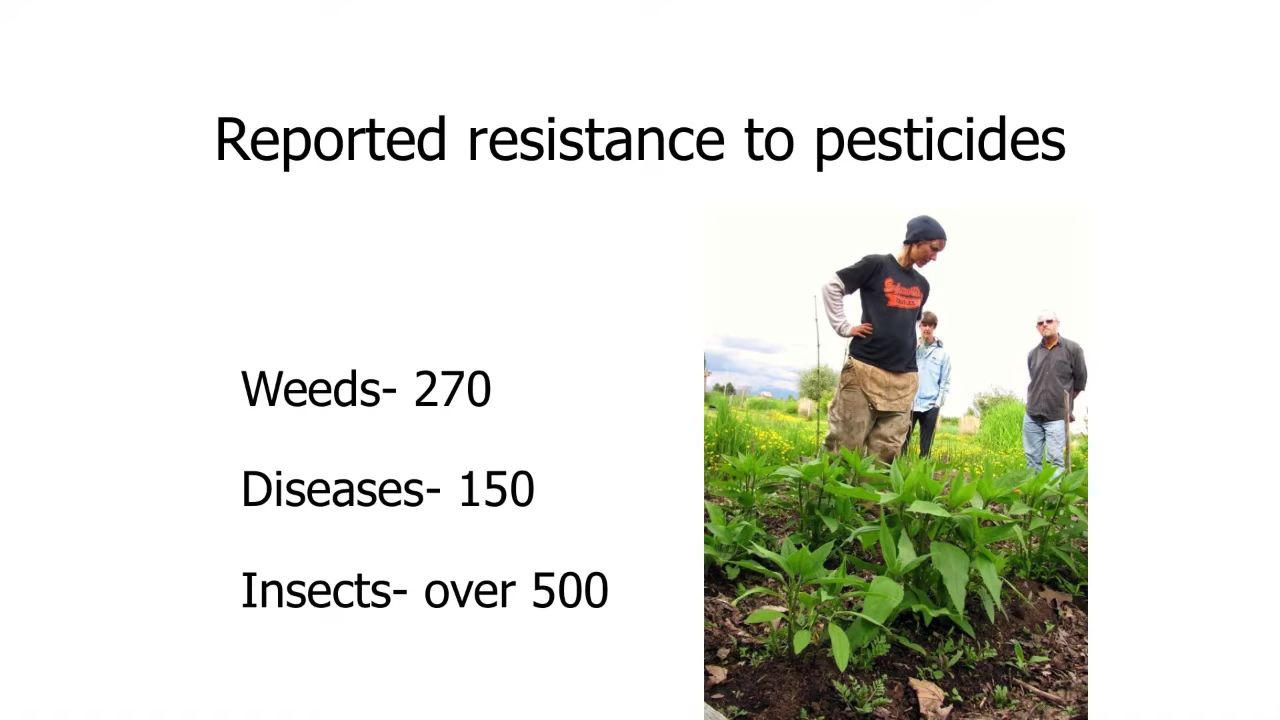 Reported resistance to pesticides
Weeds- 270
Diseases- 150
Insects- over 500